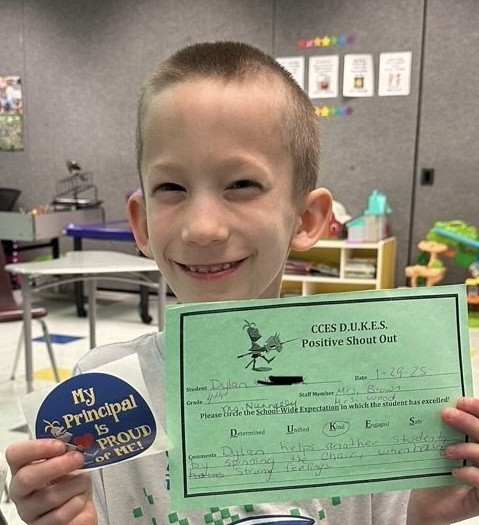 CCES D.U.K.E.S.
Positive Shout Out
Student Dylan Date 1-29-25
Grade 4th Staff Member Mrs. Brown
Mrs. Wood
Please circle the School-Wide Expectation in which the student has excelled!
Determined Unified Kind Engaged Safe
Comments Dylan helps another student
by spinning the chair, when
strong feelings
My
Principal
is
PROUD
of ME!